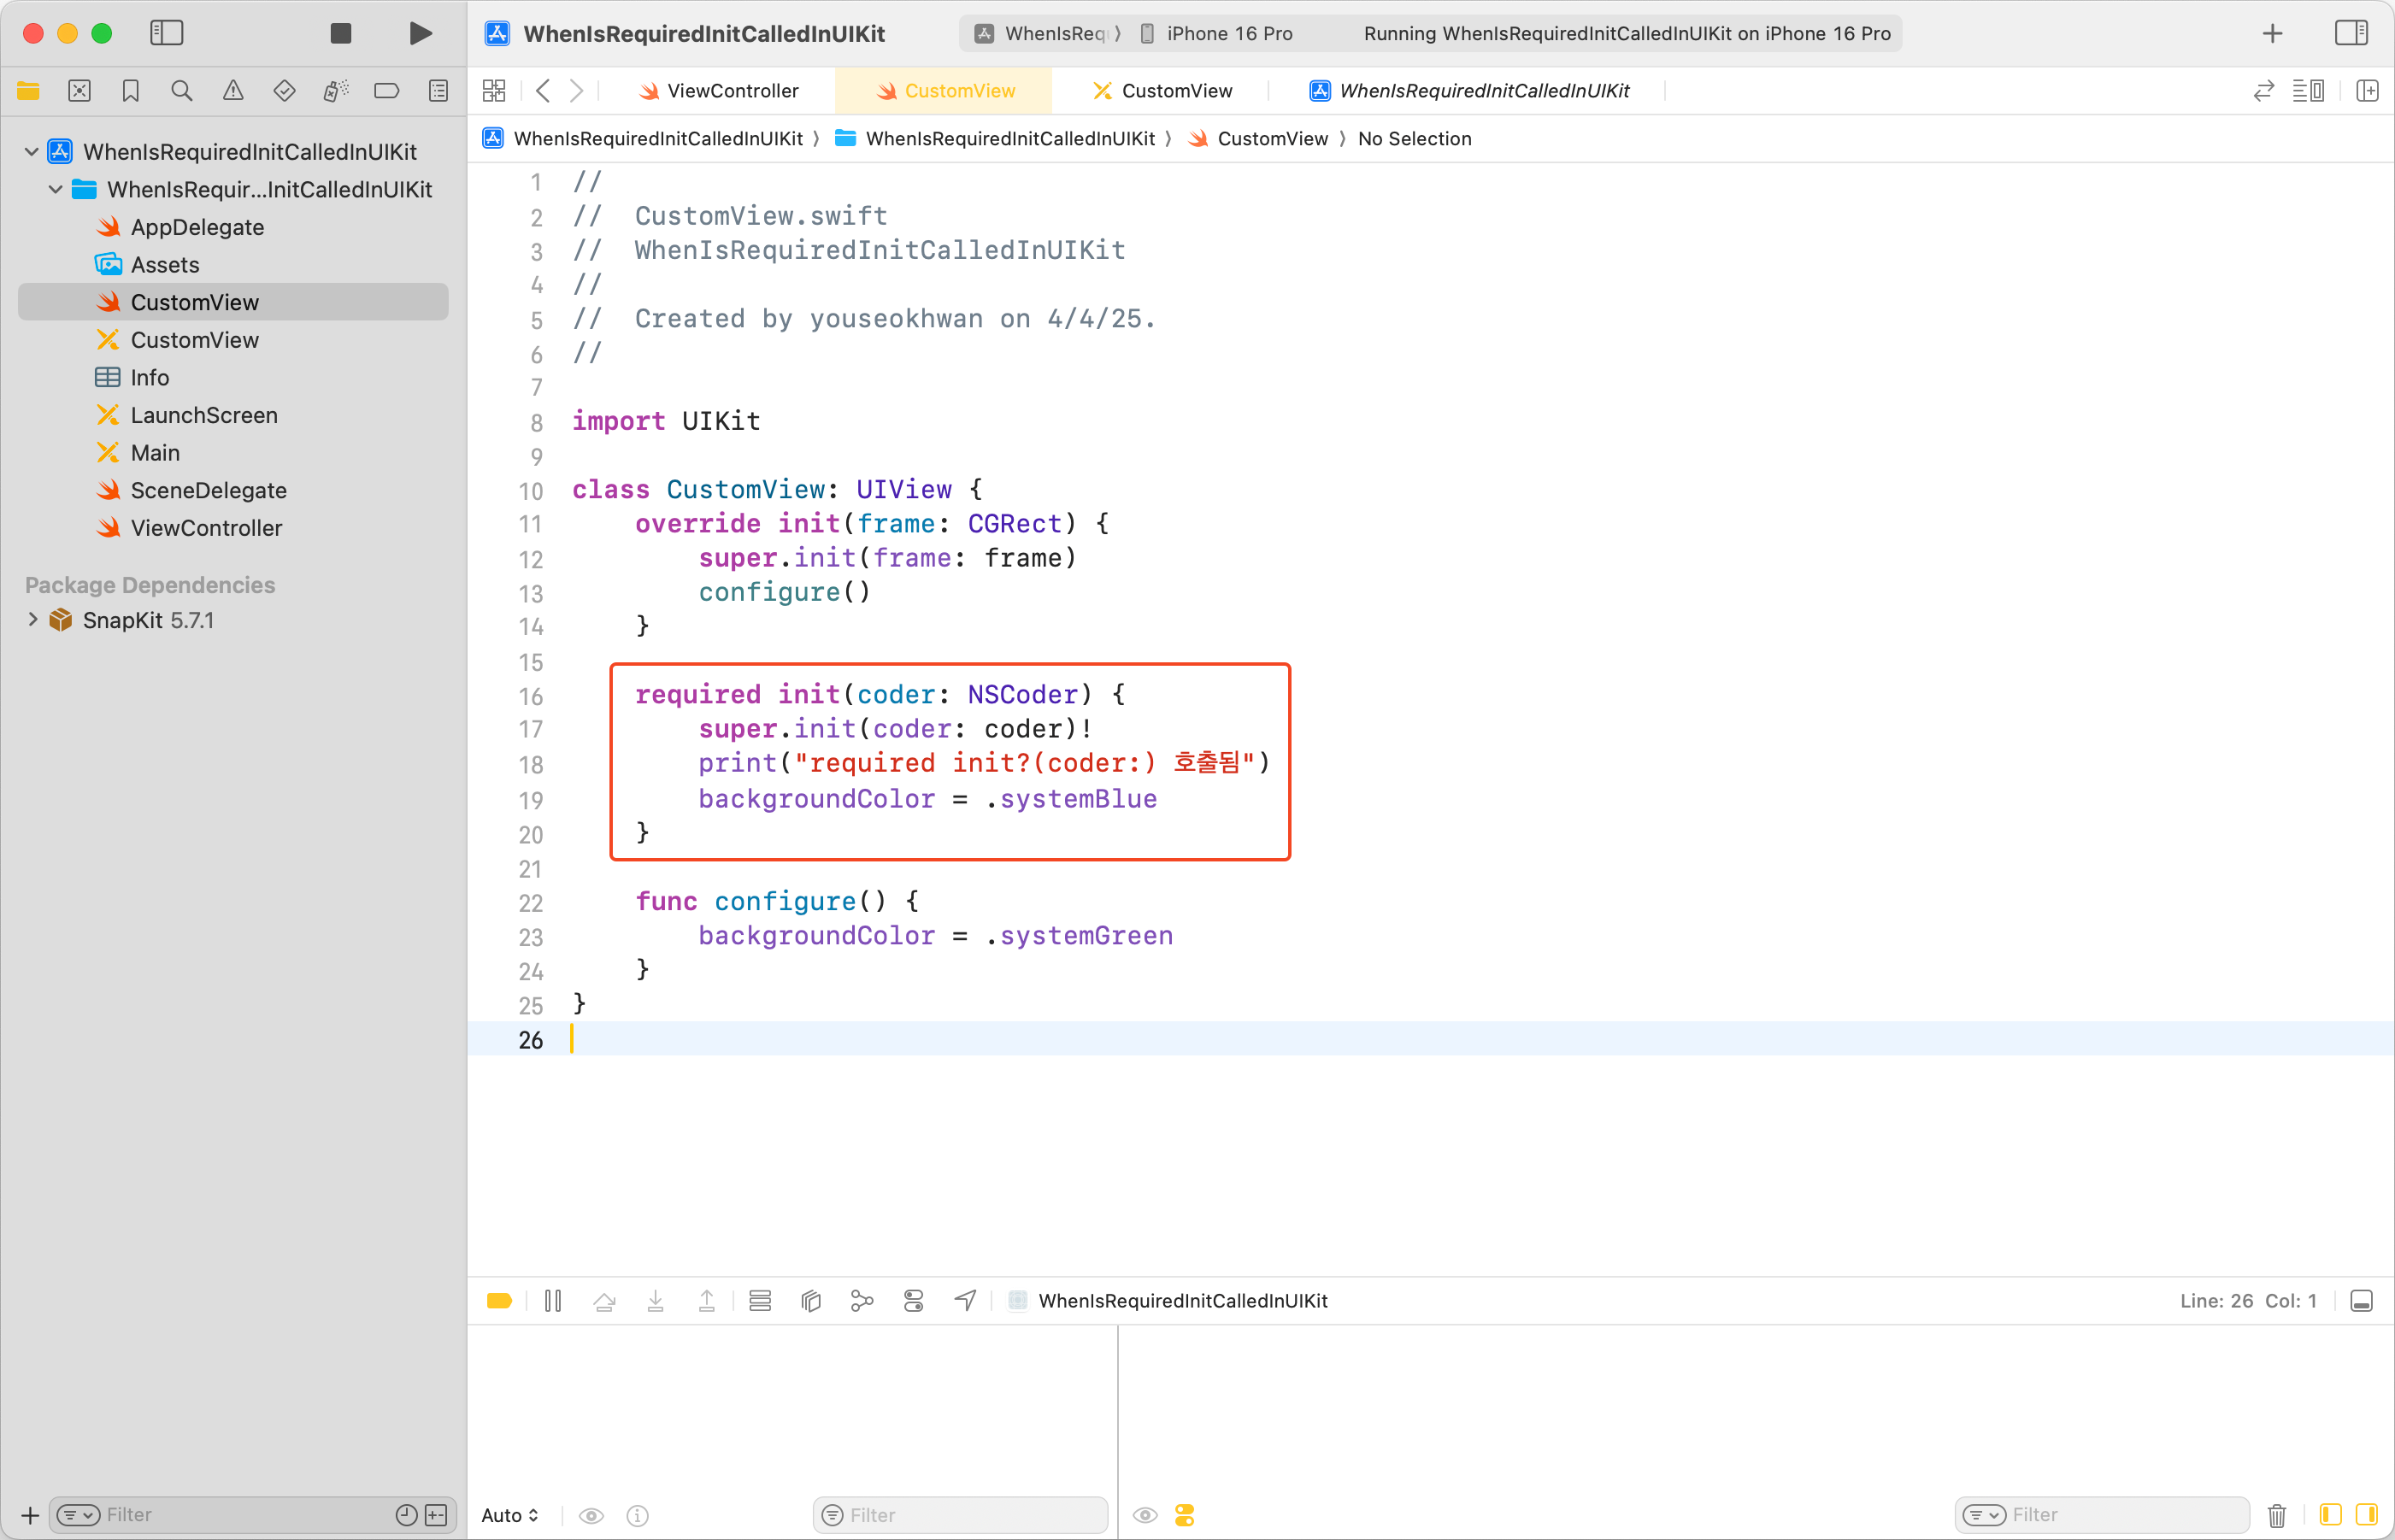 WhenIsRequiredInitCalledInUIKit
WhenIsReq
iPhone 16 Pro
Running WhenIsRequiredInitCalledInUIKit on iPhone 16 Pro
ViewController
CustomView
CustomView
WhenIsRequiredInitCalledInUIKit
WhenIsRequiredInitCalledInUIKit 〉 WhenIsRequiredInitCalledInUIKit 〉 CustomView 〉 No Selection
WhenIsRequiredInitCalledInUIKit
WhenIsRequir...InitCalledInUIKit
AppDelegate
Assets
CustomView
CustomView
Info
LaunchScreen
Main
SceneDelegate
ViewController
Package Dependencies
SnapKit 5.7.1
Filter
1 //
2 //  CustomView.swift
3 //  WhenIsRequiredInitCalledInUIKit
4 //
5 //  Created by youseokhwan on 4/4/25.
6 //
7
8 import UIKit
9
10 class CustomView: UIView {
11     override init(frame: CGRect) {
12         super.init(frame: frame)
13         configure()
14     }
15
16     required init(coder: NSCoder) {
17         super.init(coder: coder)!
18         print("required init?(coder:) 호출됨")
19         backgroundColor = .systemBlue
20     }
21
22     func configure() {
23         backgroundColor = .systemGreen
24     }
25 }
26
WhenIsRequiredInitCalledInUIKit
Line: 26 Col: 1
Auto
Filter
Filter